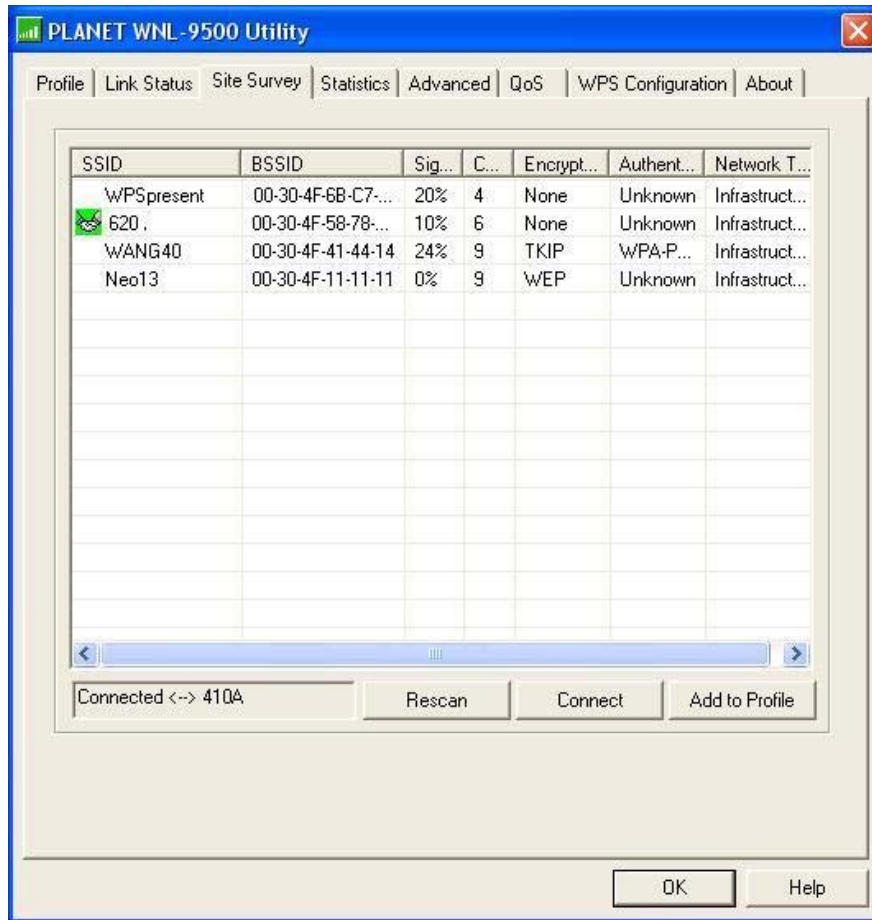 PLANET WNL-9500 Utility
Profile Link Status Site Survey Statistics Advanced QoS WPS Configuration About
SSID BSSID Sig... C... Encrypt... Authent... Network T...
WPSpresent 00-30-4F-6B-C7-... 20% 4 None Unknown Infrastruct...
620 . 00-30-4F-58-78-... 10% 6 None Unknown Infrastruct...
WANG40 00-30-4F-41-44-14 24% 9 TKIP WPA-P... Infrastruct...
Neo13 00-30-4F-11-11-11 0% 9 WEP Unknown Infrastruct...
Connected <--> 410A Rescan Connect Add to Profile
OK Help